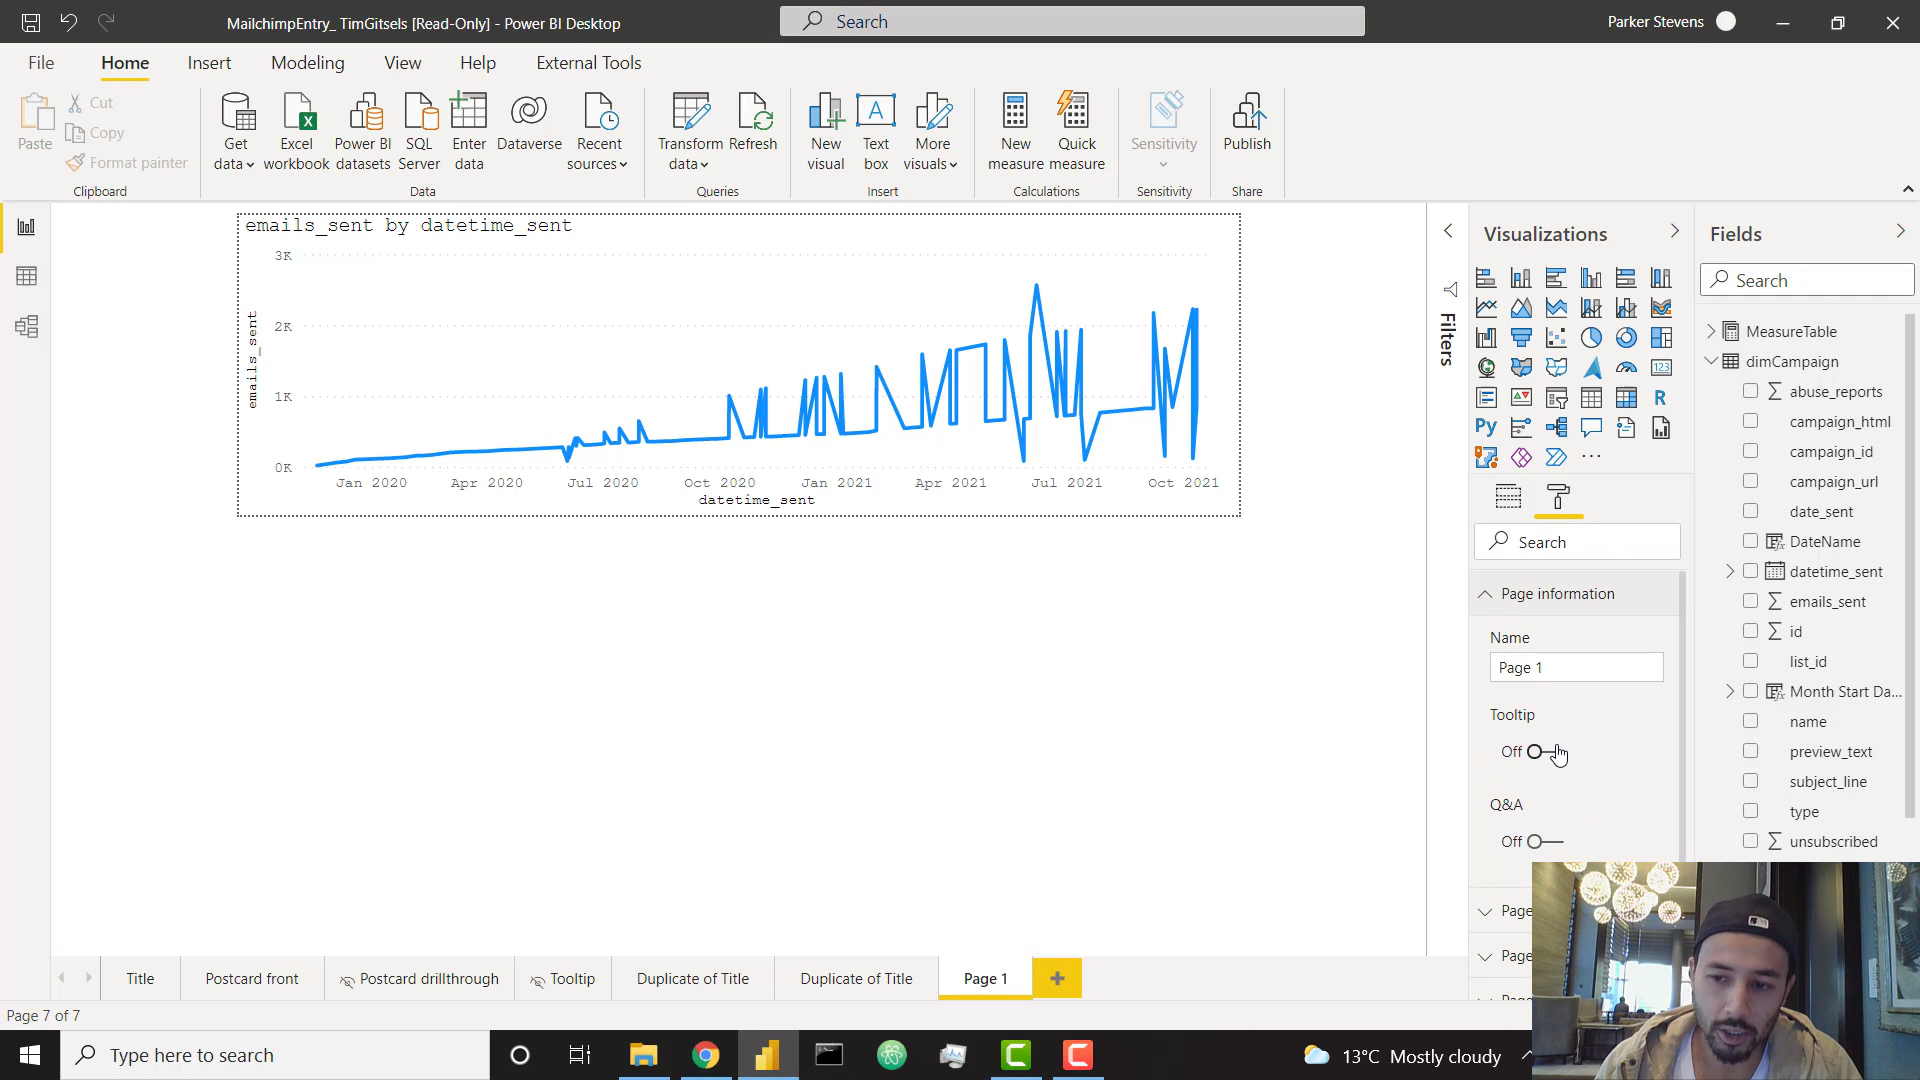 MailchimpEntry_ TimGitsels [Read-Only] - Power BI Desktop
Search
Parker Stevens
File Home Insert Modeling View Help External Tools
Paste
Cut
Copy
Format painter
Clipboard
Get data
Excel workbook
Power BI datasets
SQL Server
Enter data
Dataverse
Recent sources
Data
Transform data
Refresh
Queries
New visual
Text box
More visuals
Insert
New measure
Quick measure
Calculations
Sensitivity
Sensitivity
Publish
Share
emails_sent by datetime_sent
3K
2K
1K
0K
emails_sent
Jan 2020 Apr 2020 Jul 2020 Oct 2020 Jan 2021 Apr 2021 Jul 2021 Oct 2021
datetime_sent
Filters
Visualizations
123
R
Py
...
Search
Page information
Name
Page 1
Tooltip
Off
Q&A
Off
Page
Page
Fields
Search
MeasureTable
dimCampaign
abuse_reports
campaign_html
campaign_id
campaign_url
date_sent
DateName
datetime_sent
emails_sent
id
list_id
Month Start Da...
name
preview_text
subject_line
type
unsubscribed
Title
Postcard front
Postcard drillthrough
Tooltip
Duplicate of Title
Duplicate of Title
Page 1
Page 7 of 7
Type here to search
13°C Mostly cloudy